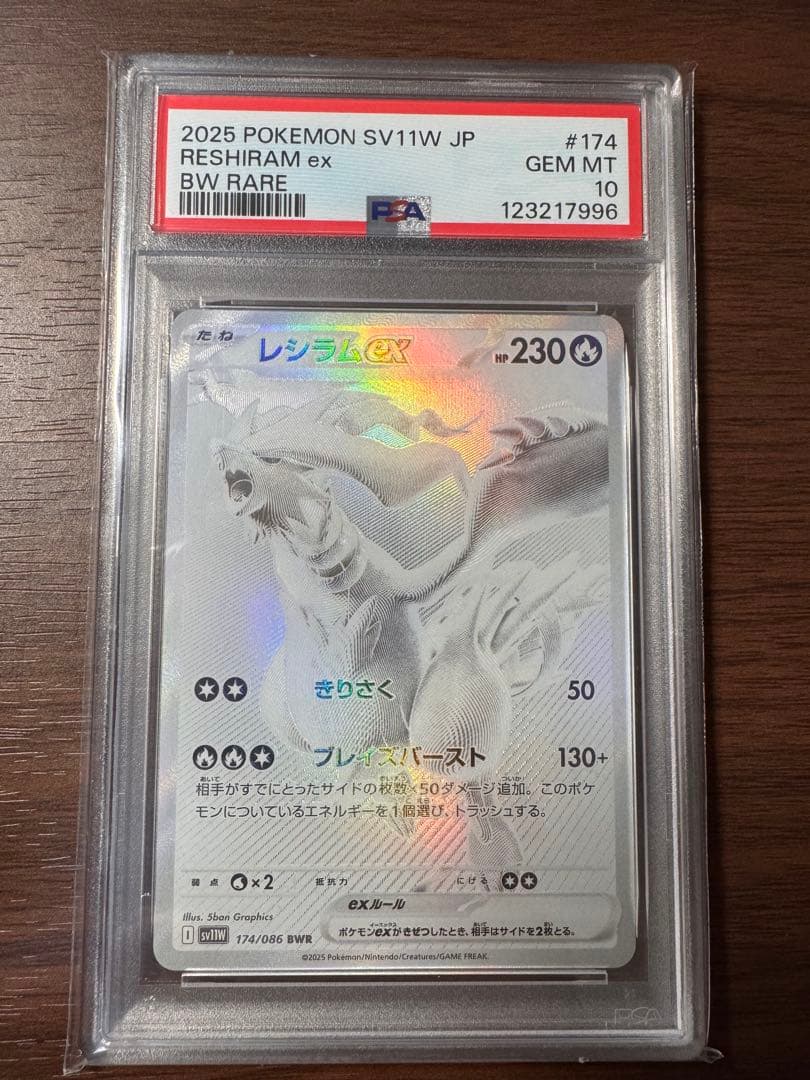 2025 POKEMON SV11W JP #174
RESHIRAM ex GEM MT
BW RARE 10
PSA 123217996
たね レシラムex HP230
きりさく 50
ブレイズバースト 130+
相手がすでにとったサイドの枚数×50ダメージ追加。このポケ
モンについているエネルギーを1個選び、トラッシュする。
弱点 ×2 抵抗力 にげる
exルール
Illus. 5ban Graphics
ポケモンexがきぜつしたとき、相手はサイドを2枚とる。
I SV11W 174/086 BWR
©2025 Pokémon/Nintendo/Creatures/GAME FREAK.
PSA